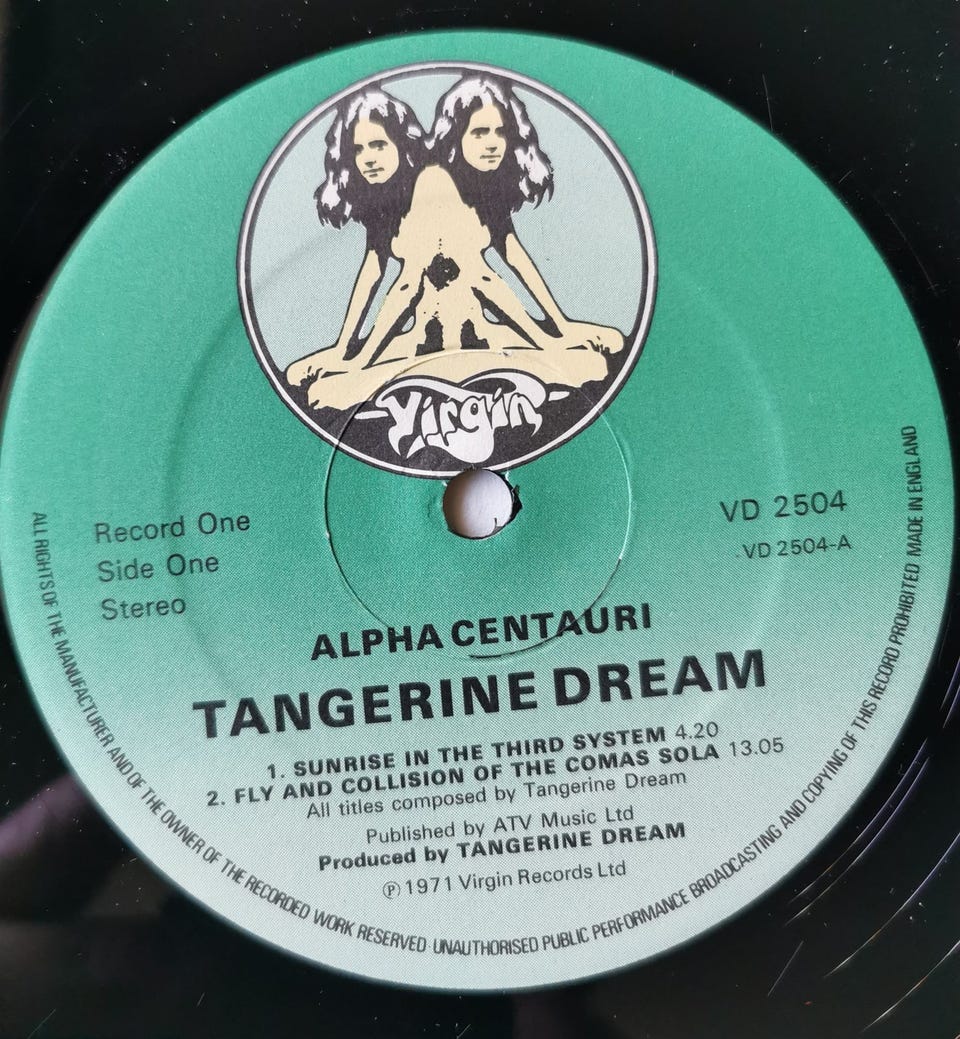 Virgin
Record One
Side One
Stereo
VD 2504
VD 2504-A
ALPHA CENTAURI
TANGERINE DREAM
1. SUNRISE IN THE THIRD SYSTEM 4.20
2. FLY AND COLLISION OF THE COMAS SOLA 13.05
All titles composed by Tangerine Dream
Published by ATV Music Ltd
Produced by TANGERINE DREAM
℗ 1971 Virgin Records Ltd
ALL RIGHTS OF THE MANUFACTURER AND OF THE OWNER OF THE RECORDED WORK RESERVED · UNAUTHORISED PUBLIC PERFORMANCE BROADCASTING AND COPYING OF THIS RECORD PROHIBITED MADE IN ENGLAND